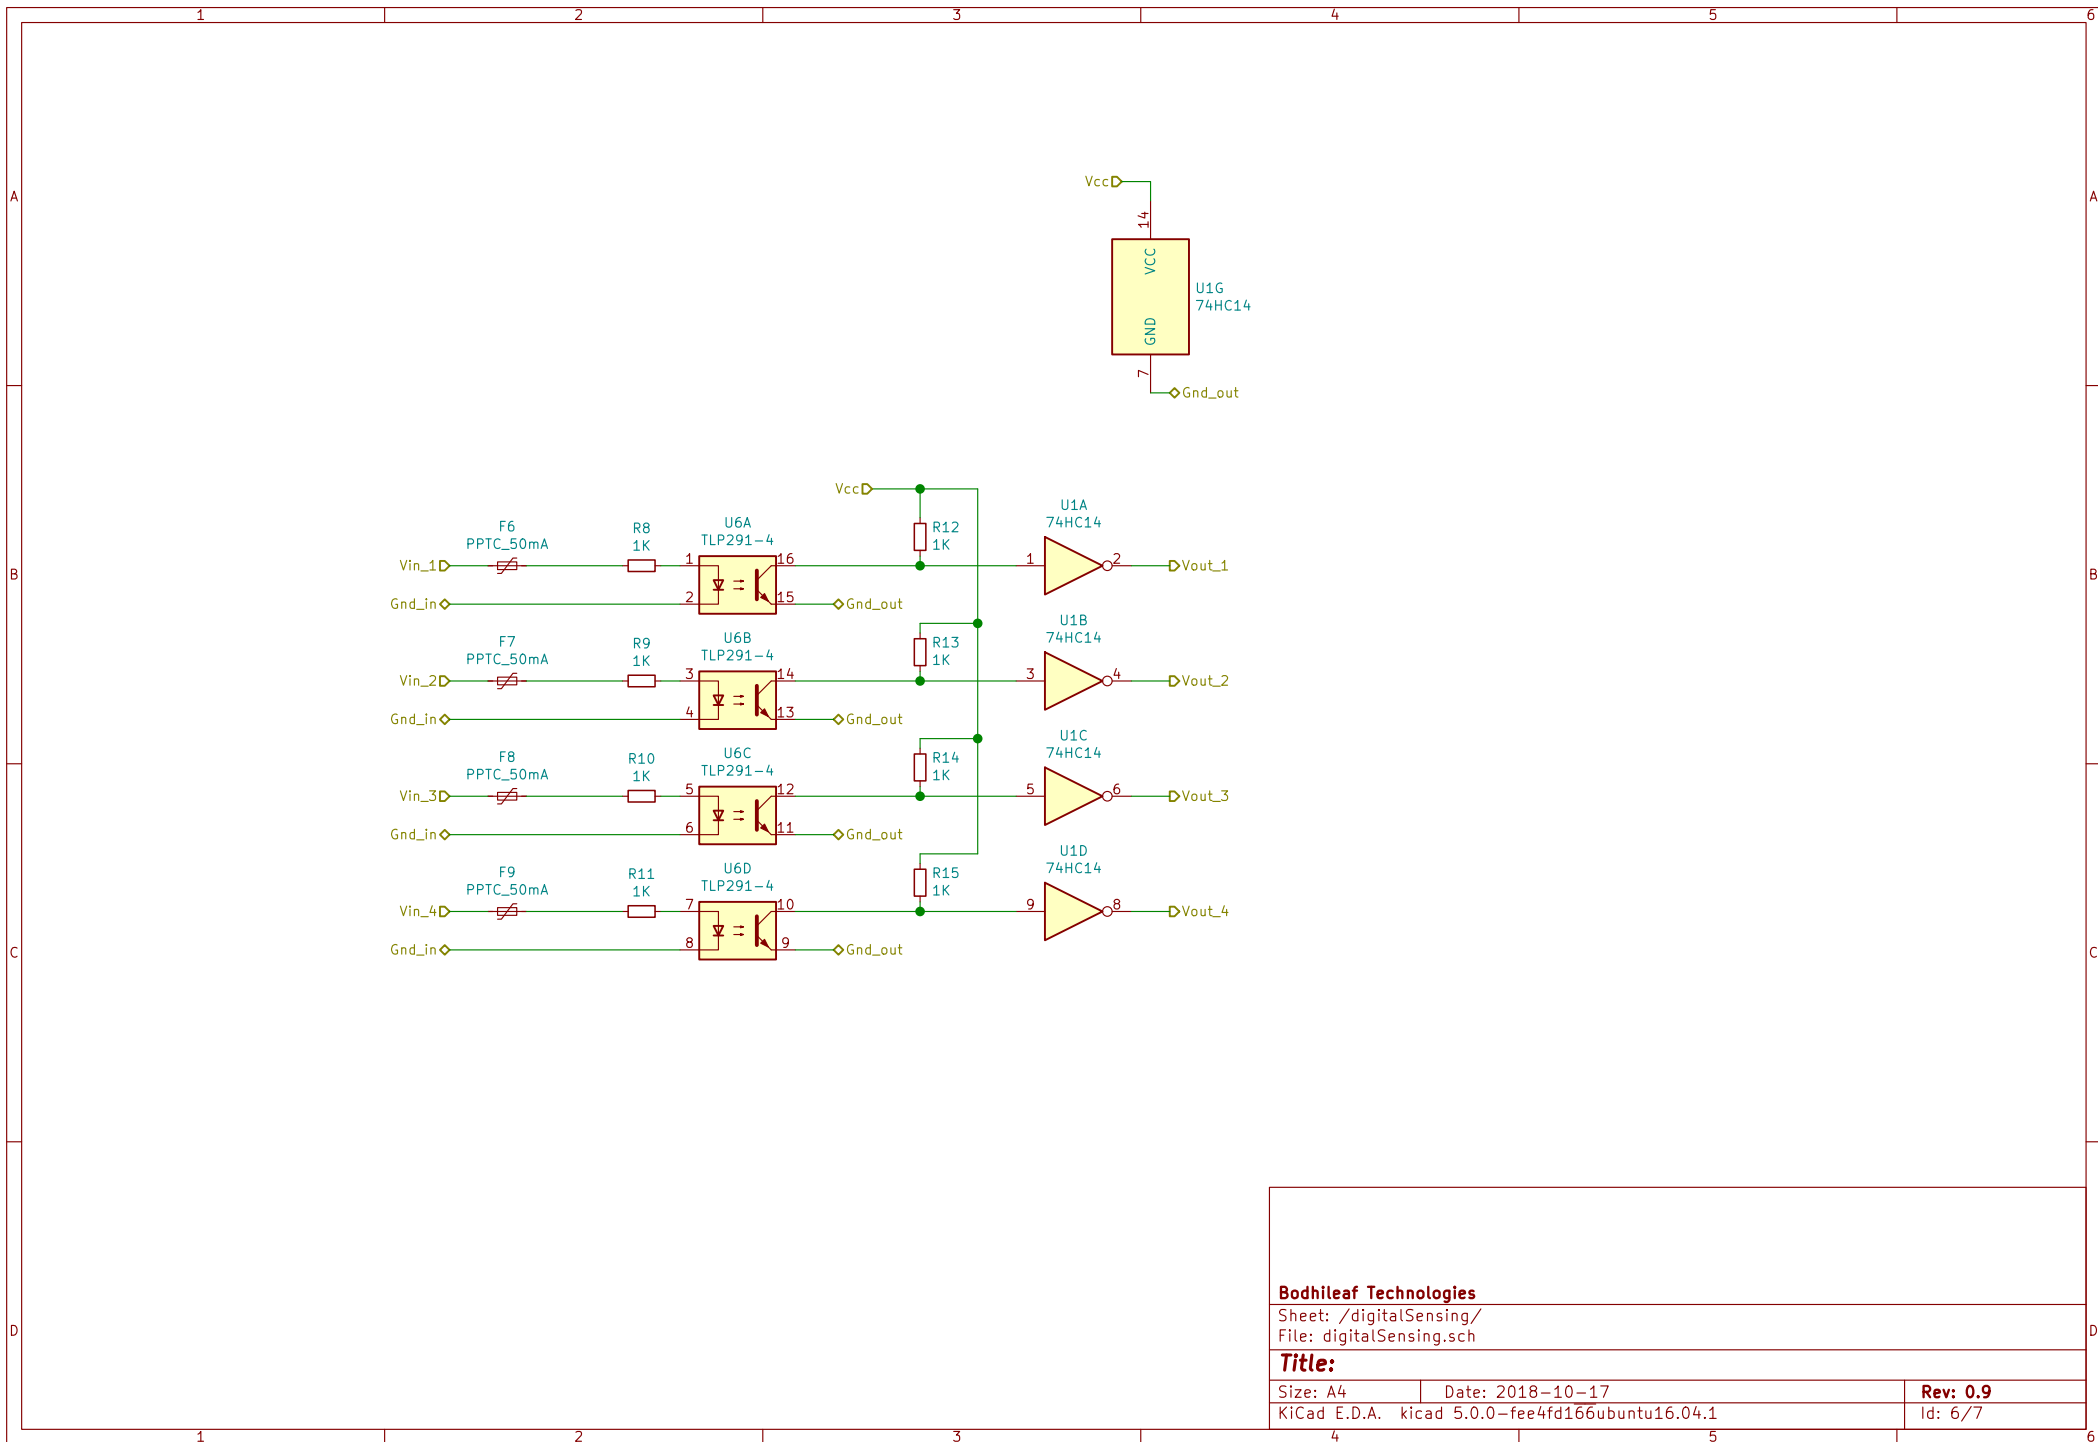 1 2 3 4 5 6
A A
Vcc
14
VCC
U1G
74HC14
GND
7
Gnd_out
Vcc
U1A
74HC14
F6
PPTC_50mA
R8
1K
U6A
TLP291-4
R12
1K
Vin_1 1 16 1 2 Vout_1
B B
Gnd_in 2 15 Gnd_out
U1B
74HC14
F7
PPTC_50mA
R9
1K
U6B
TLP291-4
R13
1K
Vin_2 3 14 3 4 Vout_2
Gnd_in 4 13 Gnd_out
U1C
74HC14
F8
PPTC_50mA
R10
1K
U6C
TLP291-4
R14
1K
Vin_3 5 12 5 6 Vout_3
Gnd_in 6 11 Gnd_out
U1D
74HC14
F9
PPTC_50mA
R11
1K
U6D
TLP291-4
R15
1K
Vin_4 7 10 9 8 Vout_4
Gnd_in 8 9 Gnd_out
C C
Bodhileaf Technologies
Sheet: /digitalSensing/
File: digitalSensing.sch
D D
Title:
Size: A4 Date: 2018-10-17 Rev: 0.9
KiCad E.D.A. kicad 5.0.0-fee4fd166ubuntu16.04.1 Id: 6/7
1 2 3 4 5 6